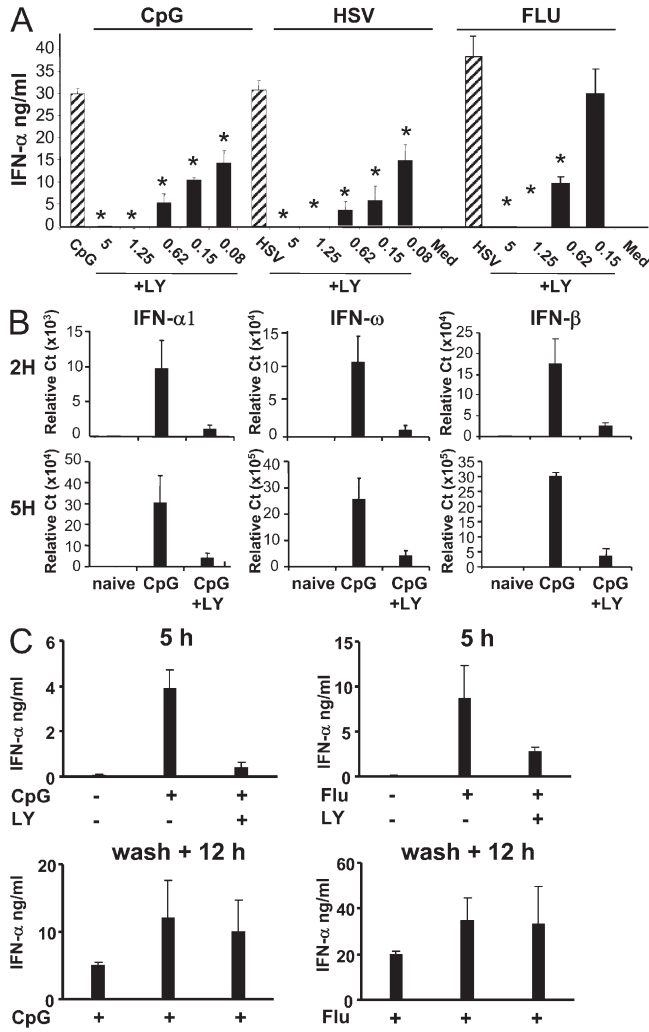 A
CpG HSV FLU
IFN-α ng/ml
40
35
30
25
20
15
10
5
0
* * * * * * * * * * * * *
CpG 5 1.25 0.62 0.15 0.08 HSV 5 1.25 0.62 0.15 0.08 Med HSV 5 1.25 0.62 0.15 Med
+LY +LY +LY
B
IFN-α1 IFN-ω IFN-β
2H
Relative Ct (x10³)
15
10
5
0
Relative Ct (x10⁴)
15
10
5
0
Relative Ct (x10⁴)
25
20
15
10
5
0
5H
Relative Ct (x10⁴)
50
40
30
20
10
0
Relative Ct (x10⁵)
50
40
30
20
10
0
Relative Ct (x10⁵)
35
30
25
20
15
10
5
0
naive CpG CpG naive CpG CpG naive CpG CpG
+LY +LY +LY
C
5 h 5 h
IFN-α ng/ml
6
4
2
0
IFN-α ng/ml
15
10
5
0
CpG - + + Flu - + +
LY - - + LY - - +
wash + 12 h wash + 12 h
IFN-α ng/ml
20
10
0
IFN-α ng/ml
60
40
20
0
CpG + + + Flu + + +